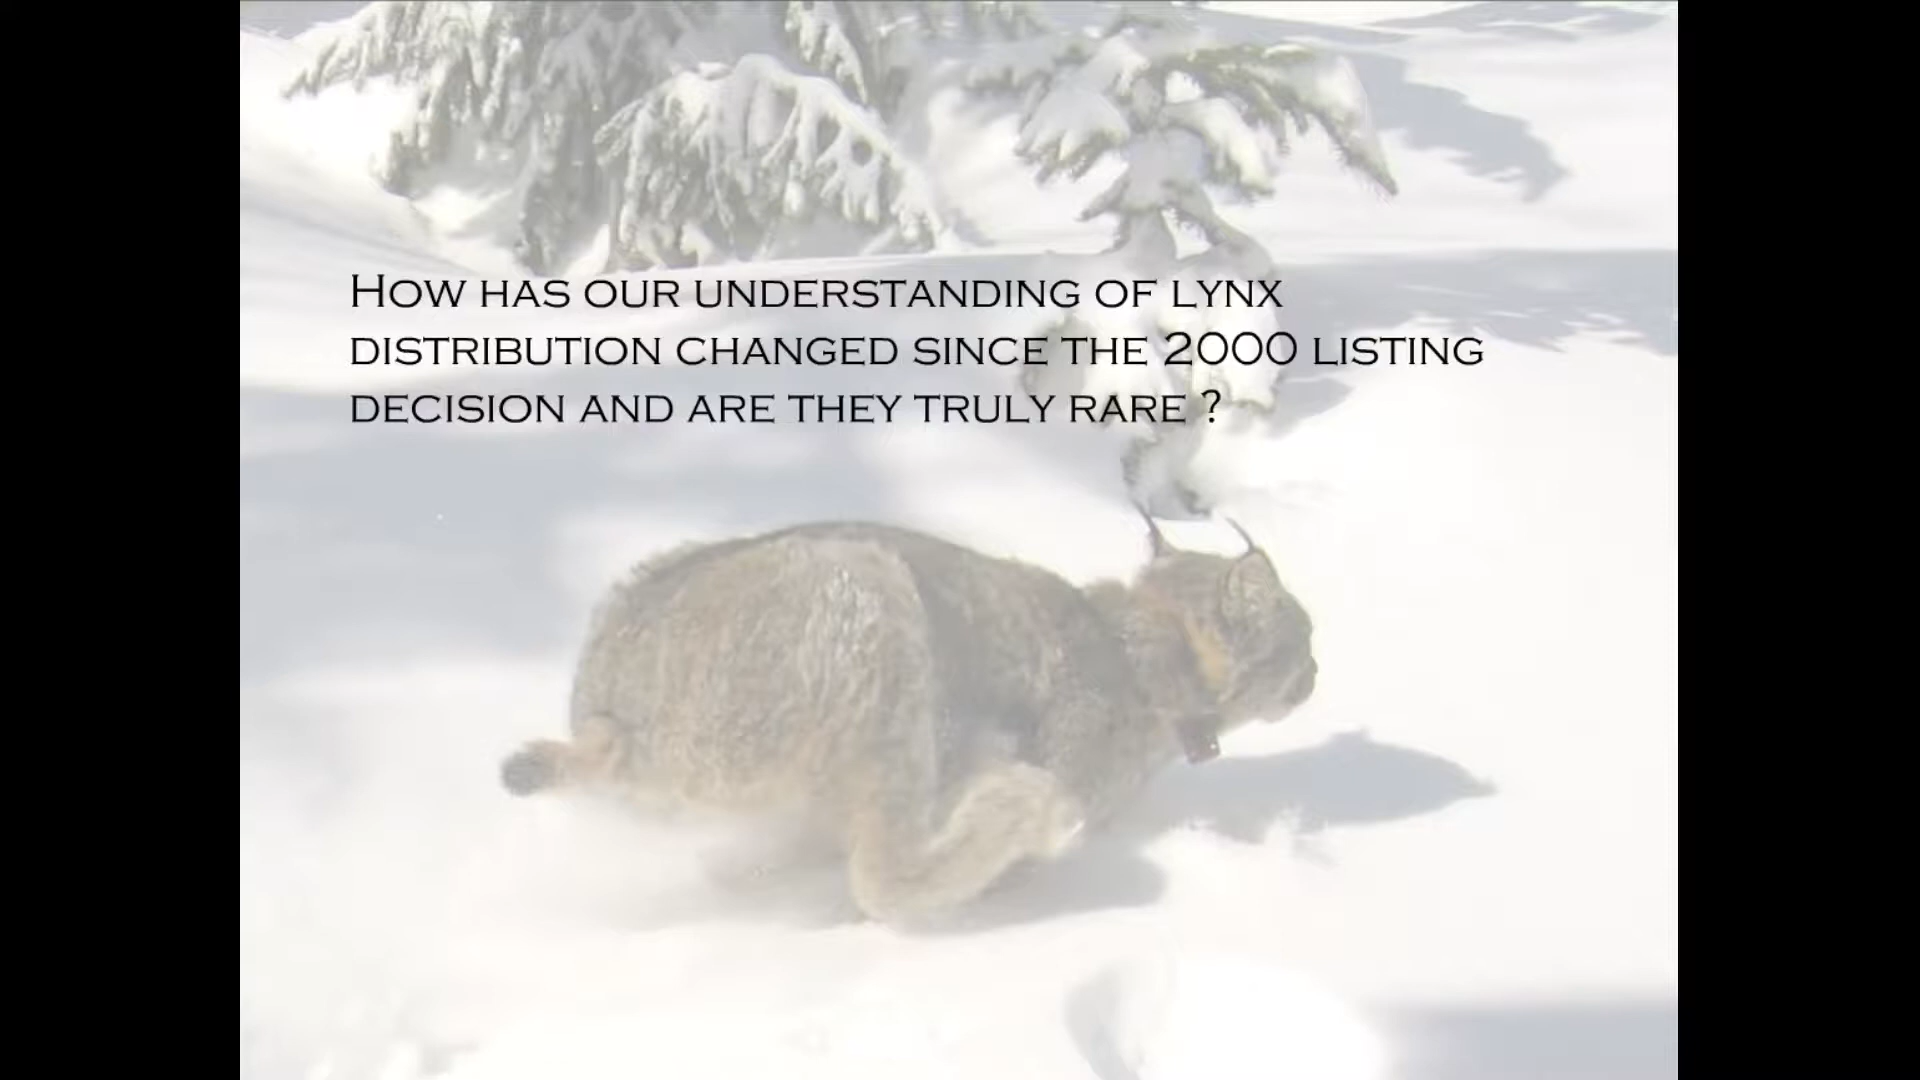 How has our understanding of lynx
distribution changed since the 2000 listing
decision and are they truly rare ?